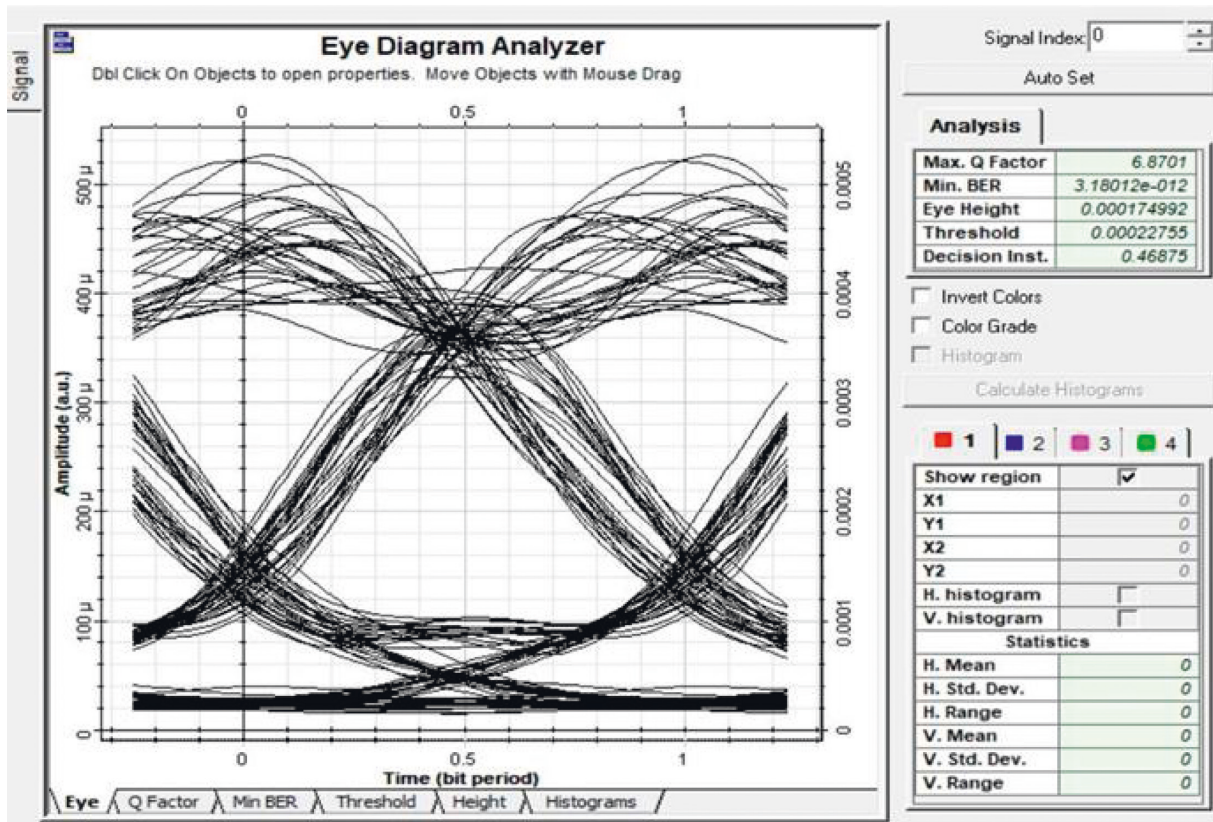 Signal
Eye Diagram Analyzer
Dbl Click On Objects to open properties. Move Objects with Mouse Drag
0 0.5 1
500 µ
400 µ
300 µ
200 µ
100 µ
0
Amplitude (a.u.)
0.0005
0.0004
0.0003
0.0002
0.0001
0
0 0.5 1
Time (bit period)
Eye Q Factor Min BER Threshold Height Histograms
Signal Index: 0
Auto Set
Analysis
Max. Q Factor 6.8701
Min. BER 3.18012e-012
Eye Height 0.000174992
Threshold 0.00022755
Decision Inst. 0.46875
Invert Colors
Color Grade
Histogram
Calculate Histograms
1 2 3 4
Show region
X1 0
Y1 0
X2 0
Y2 0
H. histogram
V. histogram
Statistics
H. Mean 0
H. Std. Dev. 0
H. Range 0
V. Mean 0
V. Std. Dev. 0
V. Range 0